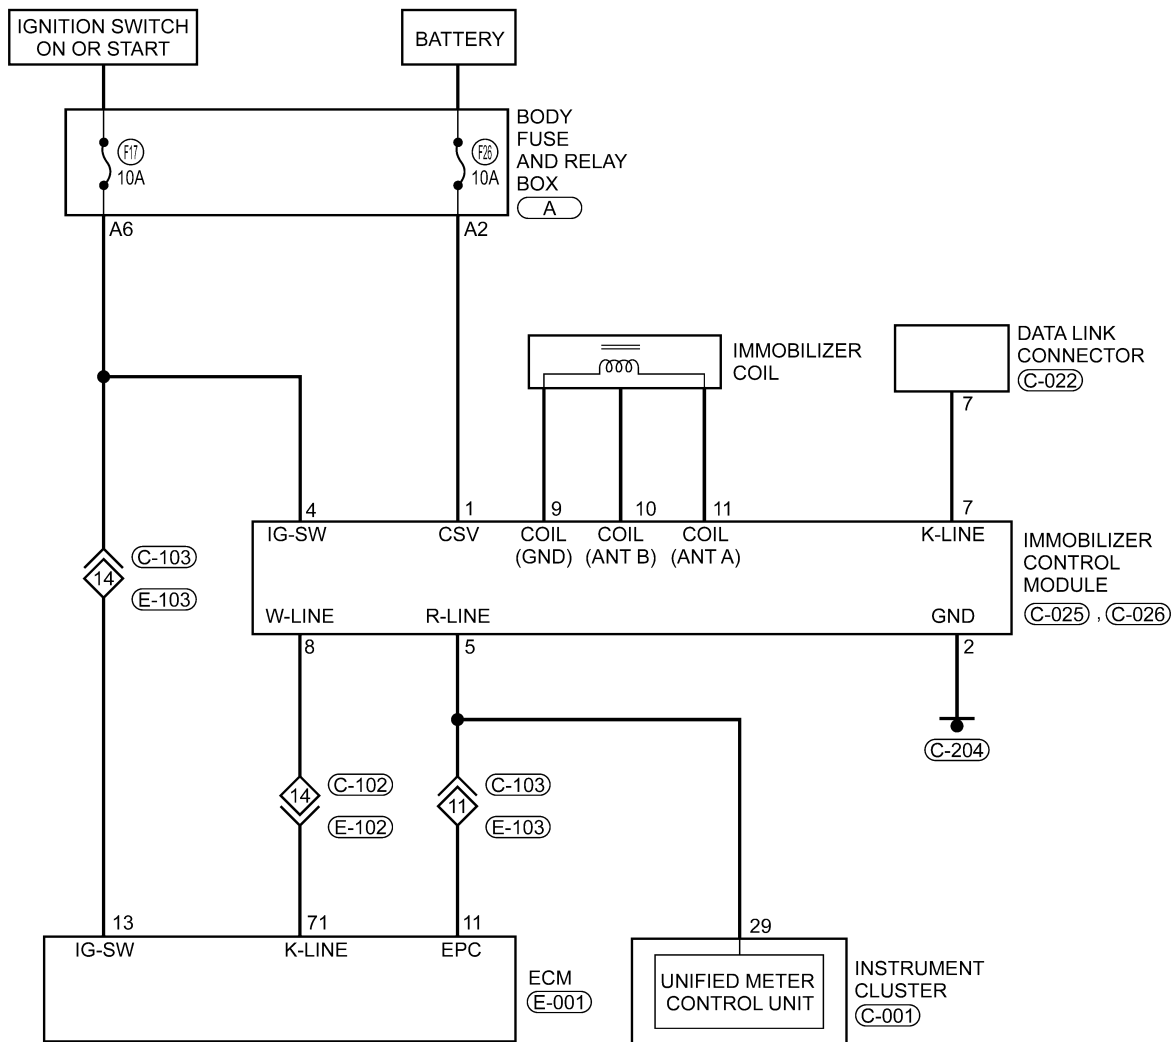 IGNITION SWITCH
ON OR START
BATTERY
BODY
FUSE
AND RELAY
BOX
A
F17
10A
F26
10A
A6
A2
IMMOBILIZER
COIL
DATA LINK
CONNECTOR
C-022
7
4
1
9
10
11
7
IG-SW
CSV
COIL
(GND)
COIL
(ANT B)
COIL
(ANT A)
K-LINE
IMMOBILIZER
CONTROL
MODULE
C-025 , C-026
W-LINE
R-LINE
GND
8
5
2
C-103
14
E-103
C-204
C-102
14
E-102
C-103
11
E-103
13
71
11
29
IG-SW
K-LINE
EPC
ECM
E-001
UNIFIED METER
CONTROL UNIT
INSTRUMENT
CLUSTER
C-001